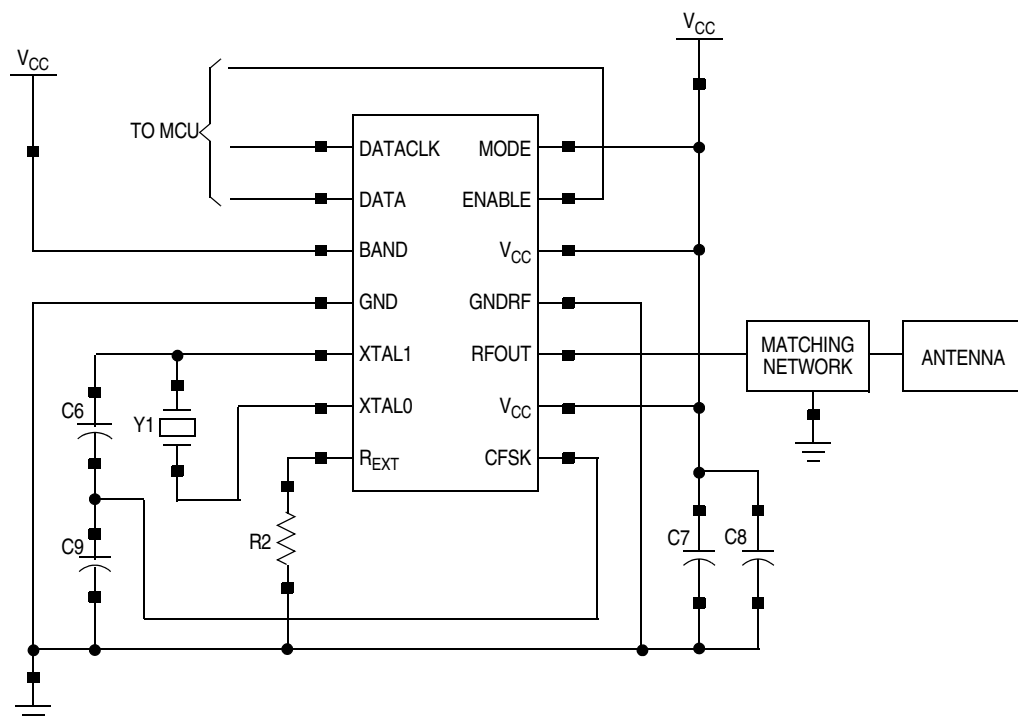 VCC
VCC
TO MCU
DATACLK
MODE
DATA
ENABLE
BAND
VCC
GND
GNDRF
XTAL1
RFOUT
MATCHING
NETWORK
ANTENNA
XTAL0
VCC
C6
Y1
REXT
CFSK
C9
R2
C7
C8